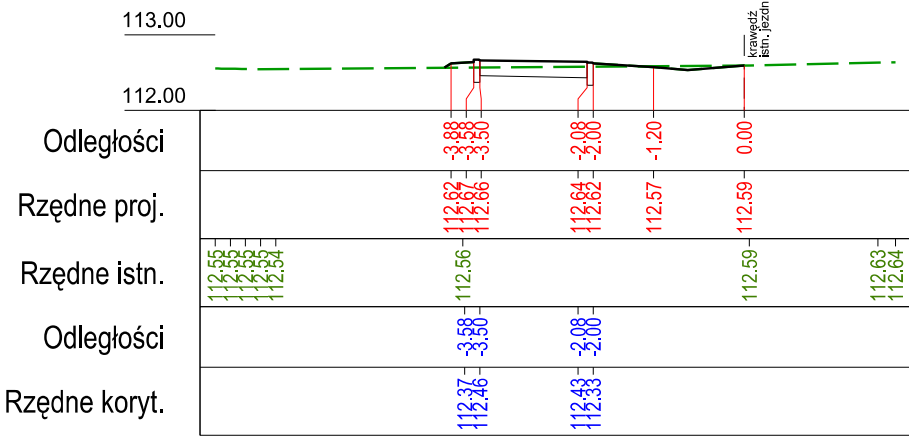 113.00
krawędź
istn. jezdn
112.00
Odległości
-3.88 -3.58 -3.50 -2.08 -2.00 -1.20 0.00
Rzędne proj.
112.62 112.67 112.66 112.64 112.62 112.57 112.59
Rzędne istn.
112.55 112.55 112.55 112.55 112.54 112.56 112.59 112.63 112.64
Odległości
-3.58 -3.50 -2.08 -2.00
Rzędne koryt.
112.37 112.46 112.43 112.33